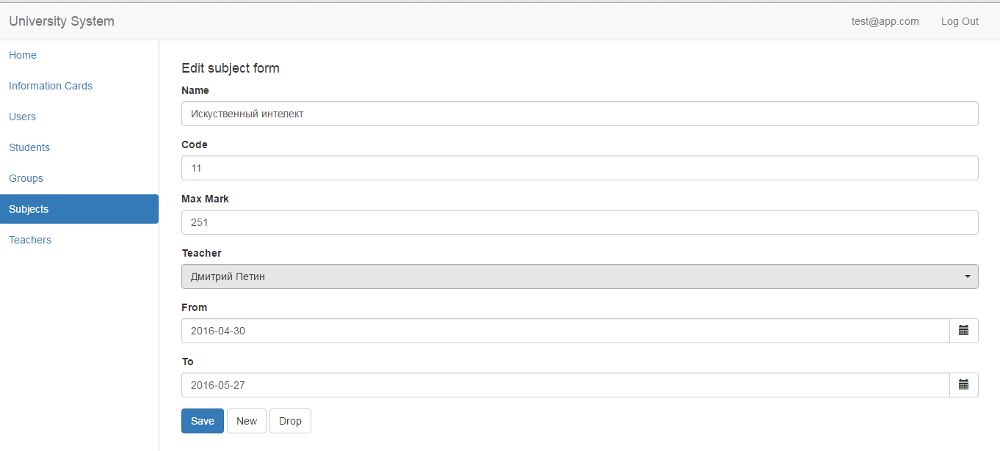 University System
test@app.com
Log Out
Home
Information Cards
Users
Students
Groups
Subjects
Teachers
Edit subject form
Name
Искуственный интелект
Code
11
Max Mark
251
Teacher
Дмитрий Петин
From
2016-04-30
To
2016-05-27
Save
New
Drop